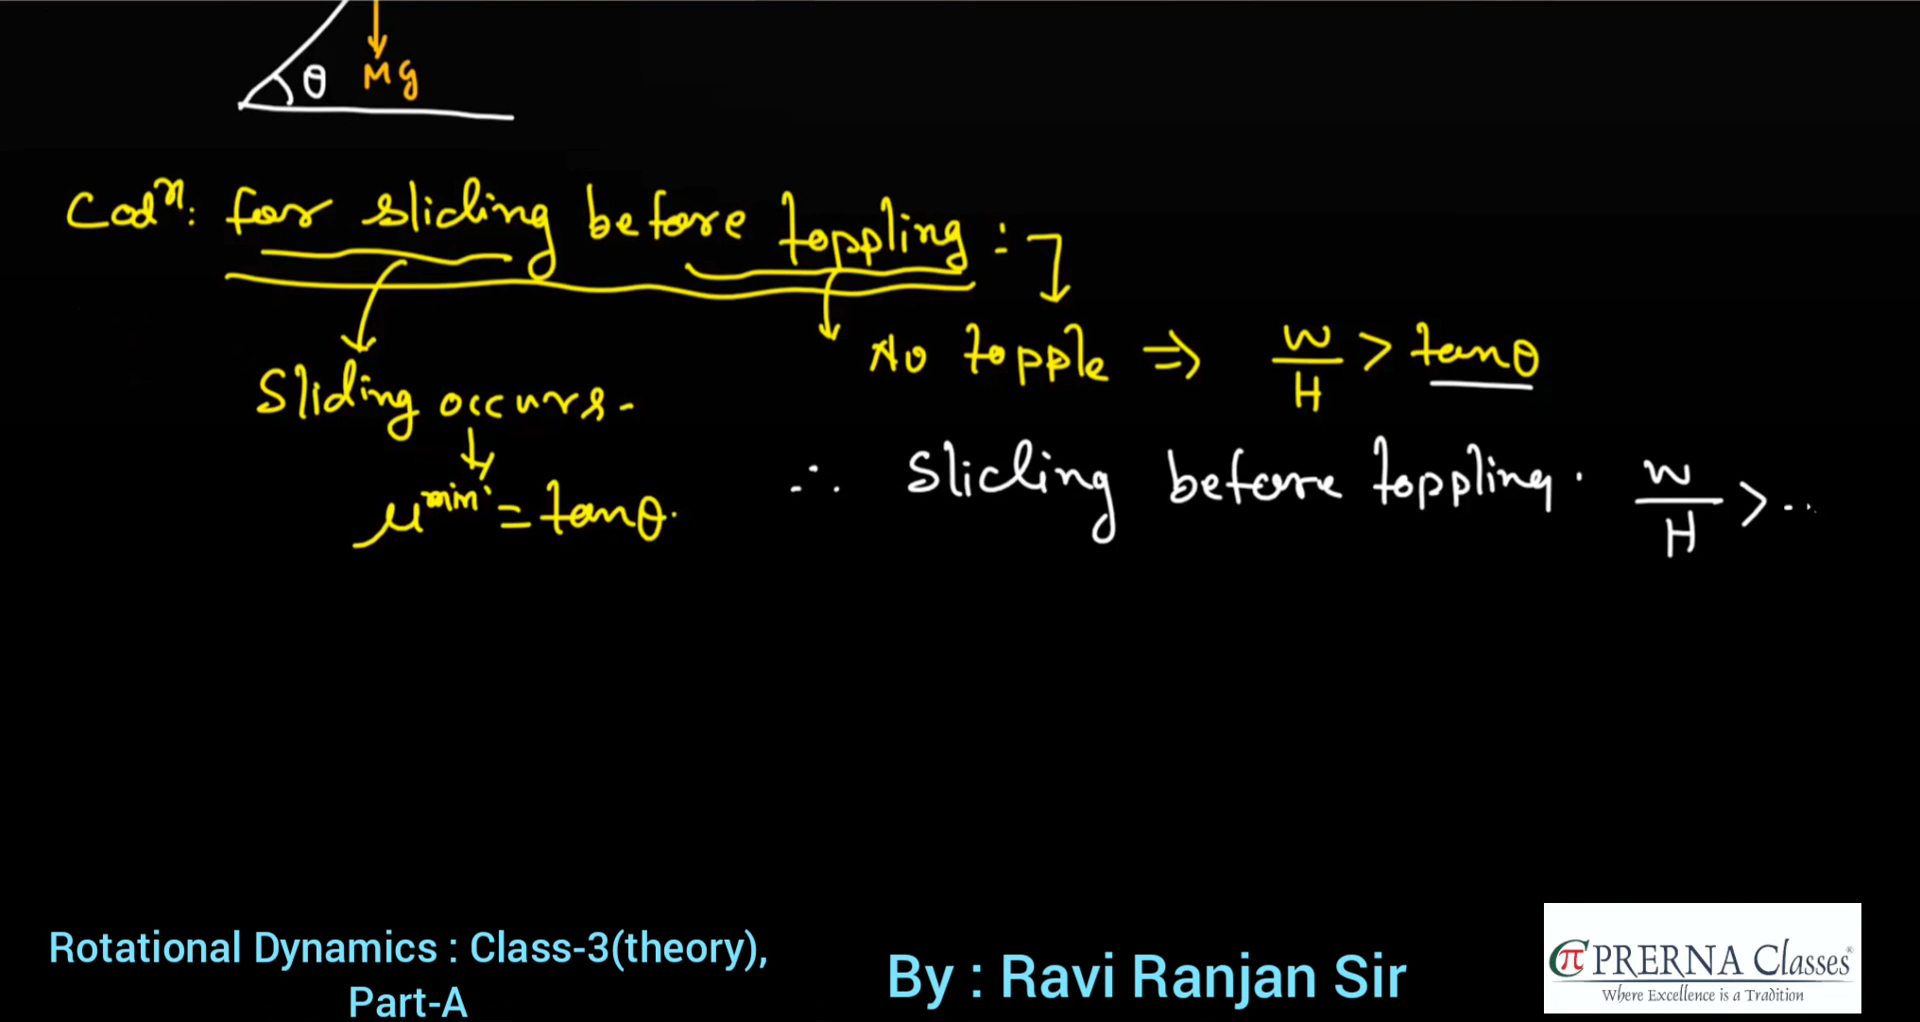 θ Mg
Codⁿ: for sliding before toppling :
No topple ⇒ W/H > tanθ
Sliding occurs.
μᵐⁱⁿ = tanθ.
∴ Sliding before toppling. W/H > ...
Rotational Dynamics : Class-3(theory),
Part-A
By : Ravi Ranjan Sir
π PRERNA Classes®
Where Excellence is a Tradition